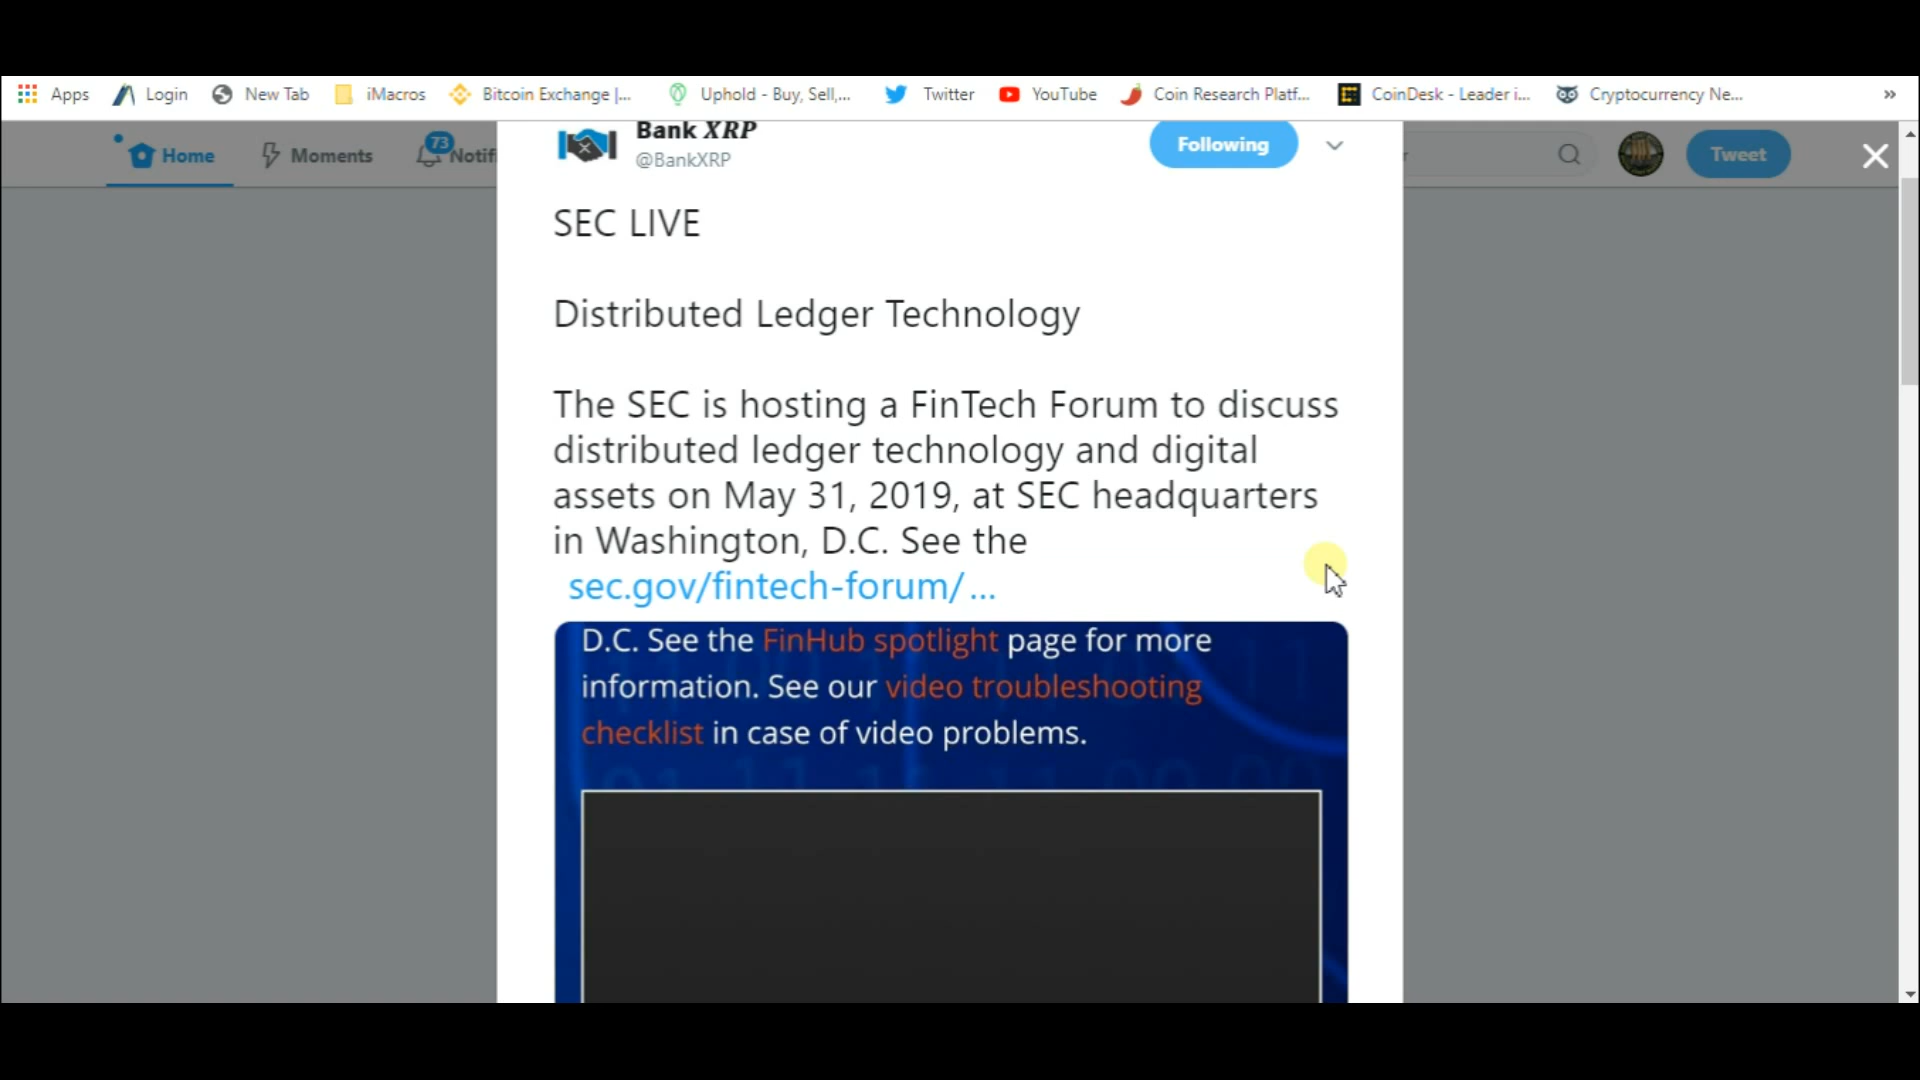 Apps Login New Tab iMacros Bitcoin Exchange |... Uphold - Buy, Sell,... Twitter YouTube Coin Research Platf... CoinDesk - Leader i... Cryptocurrency Ne... »
Home Moments 73 Notifi Bank XRP @BankXRP Following Tweet
SEC LIVE
Distributed Ledger Technology
The SEC is hosting a FinTech Forum to discuss
distributed ledger technology and digital
assets on May 31, 2019, at SEC headquarters
in Washington, D.C. See the
sec.gov/fintech-forum/ ...
D.C. See the FinHub spotlight page for more
information. See our video troubleshooting
checklist in case of video problems.